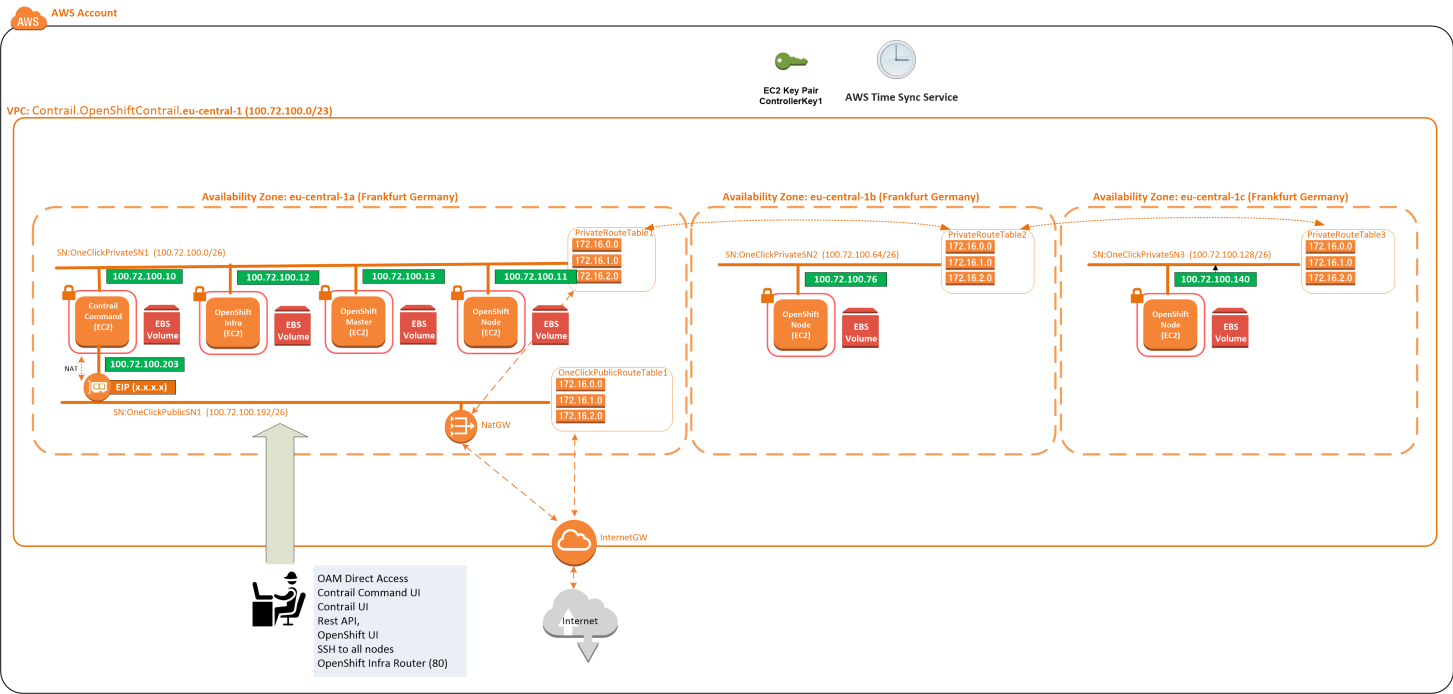 AWS
AWS Account
EC2 Key Pair
ControllerKey1
AWS Time Sync Service
VPC: Contrail.OpenShiftContrail.eu-central-1 (100.72.100.0/23)
Availability Zone: eu-central-1a (Frankfurt Germany)
SN:OneClickPrivateSN1 (100.72.100.0/26)
PrivateRouteTable1
172.16.0.0
172.16.1.0
172.16.2.0
100.72.100.10
100.72.100.12
100.72.100.13
100.72.100.11
Contrail
Command
(EC2)
EBS
Volume
OpenShift
Infra
(EC2)
EBS
Volume
OpenShift
Master
(EC2)
EBS
Volume
OpenShift
Node
(EC2)
EBS
Volume
100.72.100.203
NAT
EIP (x.x.x.x)
SN:OneClickPublicSN1 (100.72.100.192/26)
OneClickPublicRouteTable1
172.16.0.0
172.16.1.0
172.16.2.0
NatGW
Availability Zone: eu-central-1b (Frankfurt Germany)
SN:OneClickPrivateSN2 (100.72.100.64/26)
PrivateRouteTable2
172.16.0.0
172.16.1.0
172.16.2.0
100.72.100.76
OpenShift
Node
(EC2)
EBS
Volume
Availability Zone: eu-central-1c (Frankfurt Germany)
SN:OneClickPrivateSN3 (100.72.100.128/26)
PrivateRouteTable3
172.16.0.0
172.16.1.0
172.16.2.0
100.72.100.140
OpenShift
Node
(EC2)
EBS
Volume
InternetGW
Internet
OAM Direct Access
Contrail Command UI
Contrail UI
Rest API,
OpenShift UI
SSH to all nodes
OpenShift Infra Router (80)